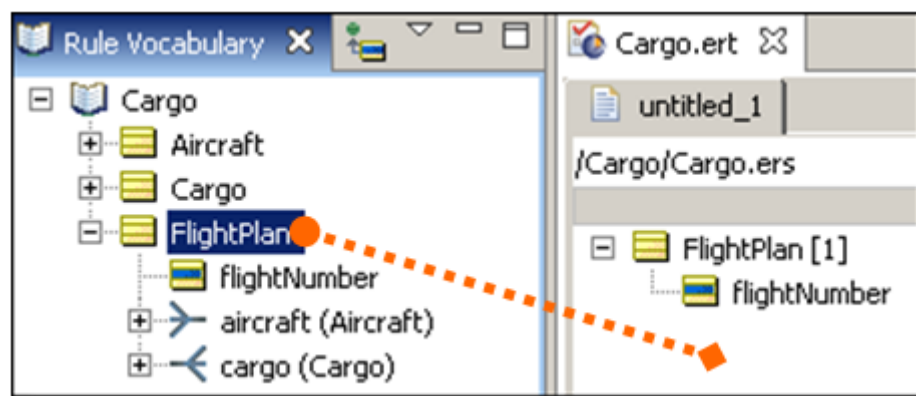 Rule Vocabulary
Cargo
Aircraft
Cargo
FlightPlan
flightNumber
aircraft (Aircraft)
cargo (Cargo)
Cargo.ert
untitled_1
/Cargo/Cargo.ers
FlightPlan [1]
flightNumber